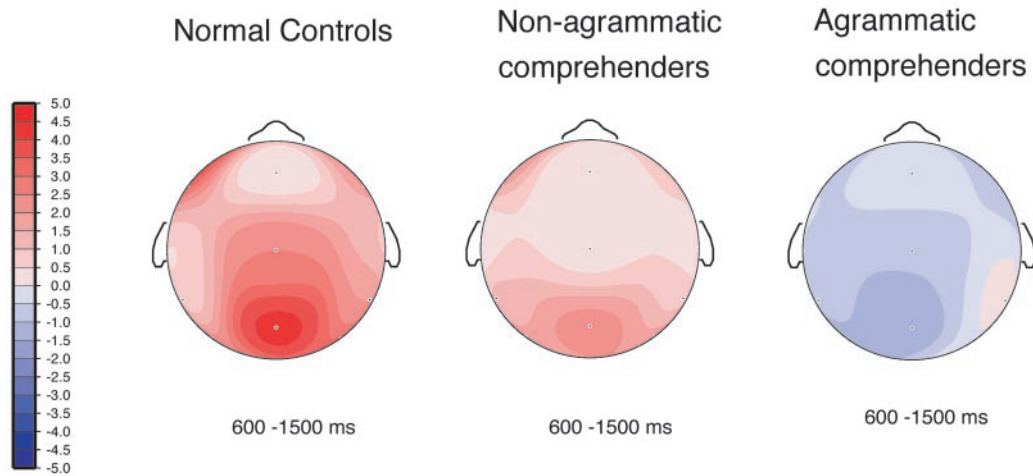 Normal Controls
Non-agrammatic
comprehenders
Agrammatic
comprehenders
5.0
4.5
4.0
3.5
3.0
2.5
2.0
1.5
1.0
0.5
0.0
-0.5
-1.0
-1.5
-2.0
-2.5
-3.0
-3.5
-4.0
-4.5
-5.0
600 -1500 ms
600 -1500 ms
600 -1500 ms